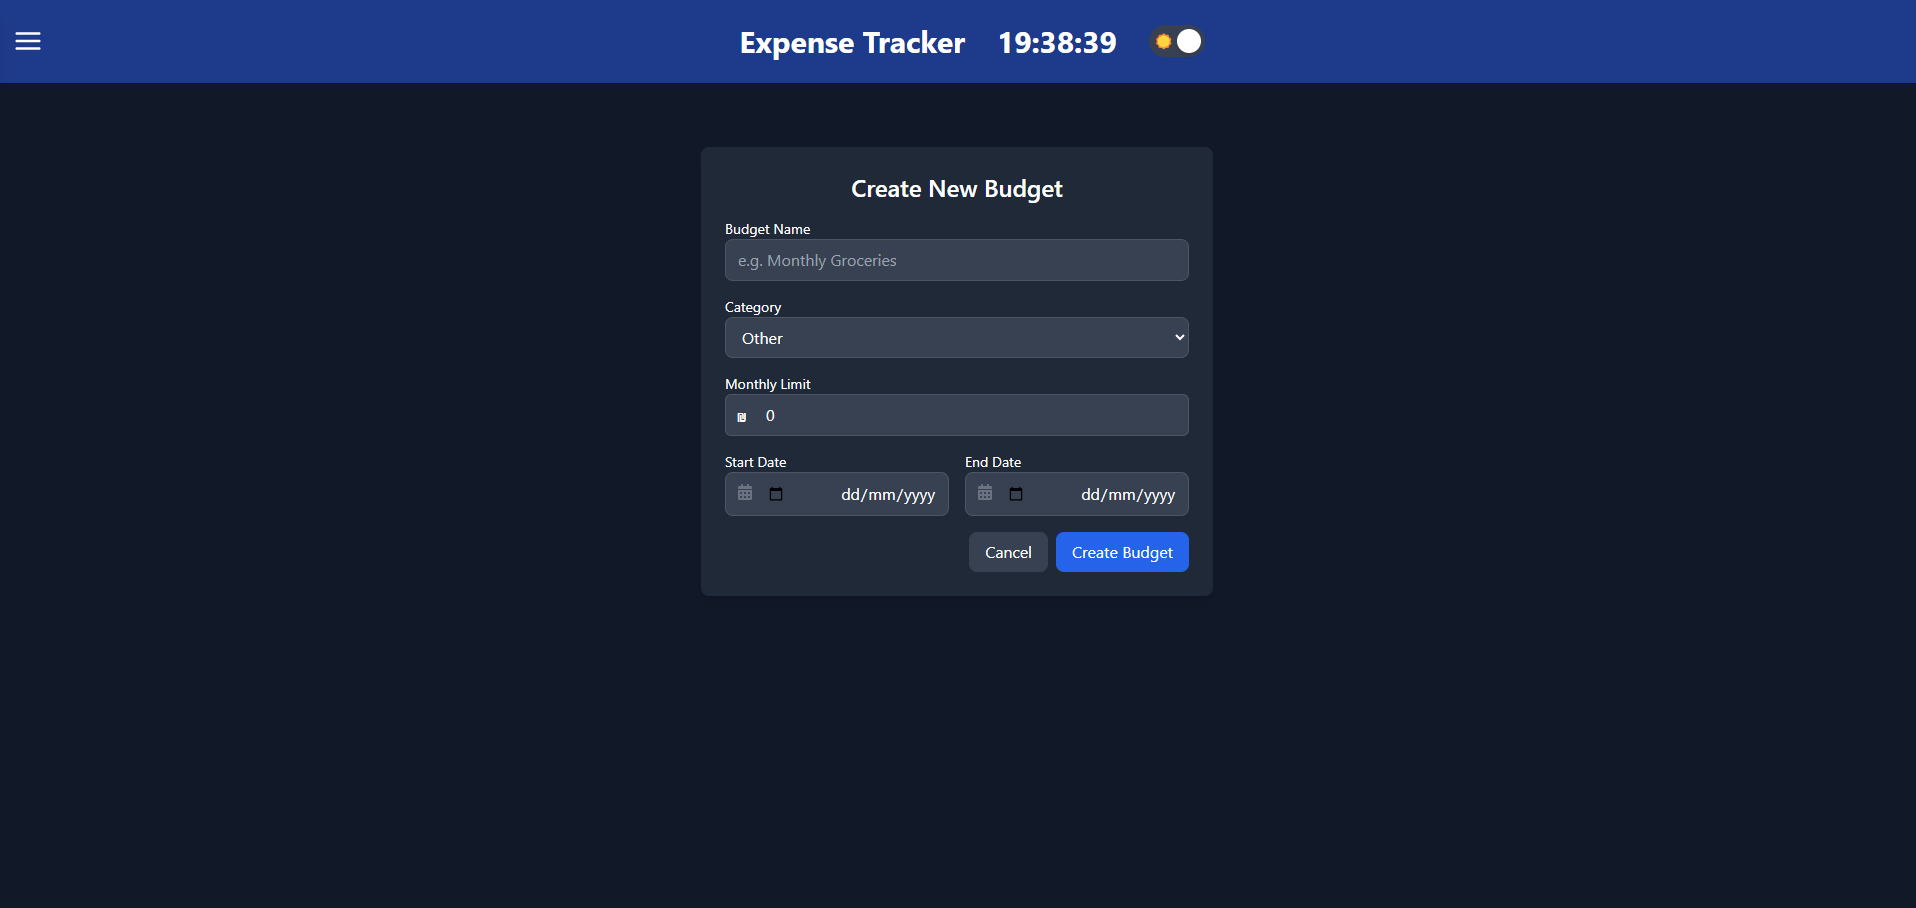 Expense Tracker 19:38:39
Create New Budget
Budget Name
e.g. Monthly Groceries
Category
Other
Monthly Limit
₪ 0
Start Date End Date
dd/mm/yyyy dd/mm/yyyy
Cancel Create Budget